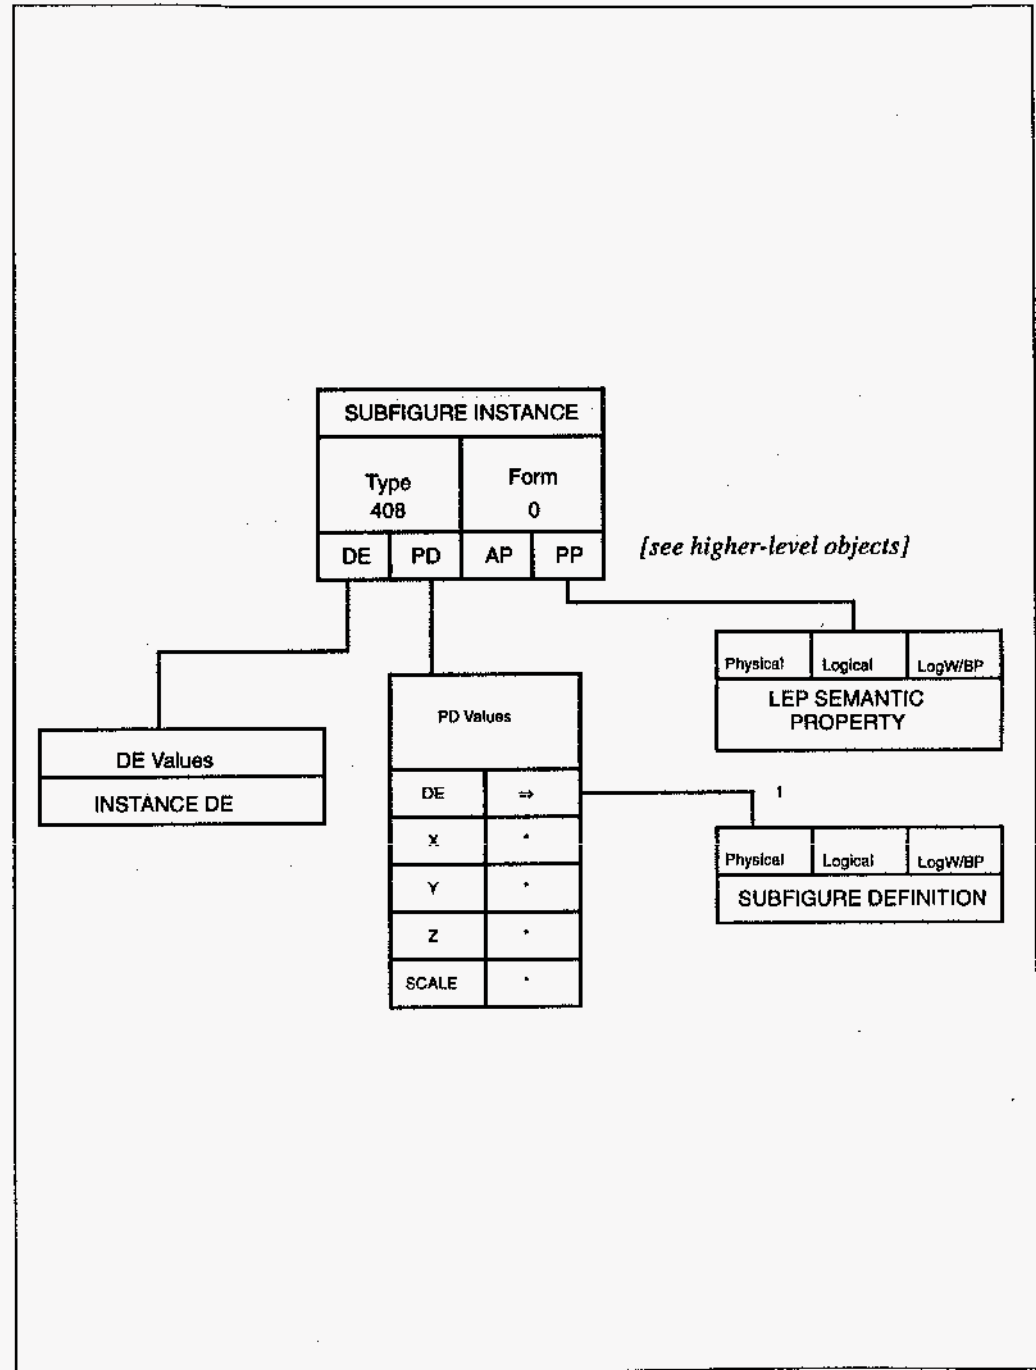 SUBFIGURE INSTANCE
Type Form
408 0
DE PD AP PP
[see higher-level objects]
Physical Logical LogW/BP
LEP SEMANTIC
PROPERTY
PD Values
DE Values
INSTANCE DE
DE ⇒
1
X *
Y *
Z *
SCALE *
Physical Logical LogW/BP
SUBFIGURE DEFINITION